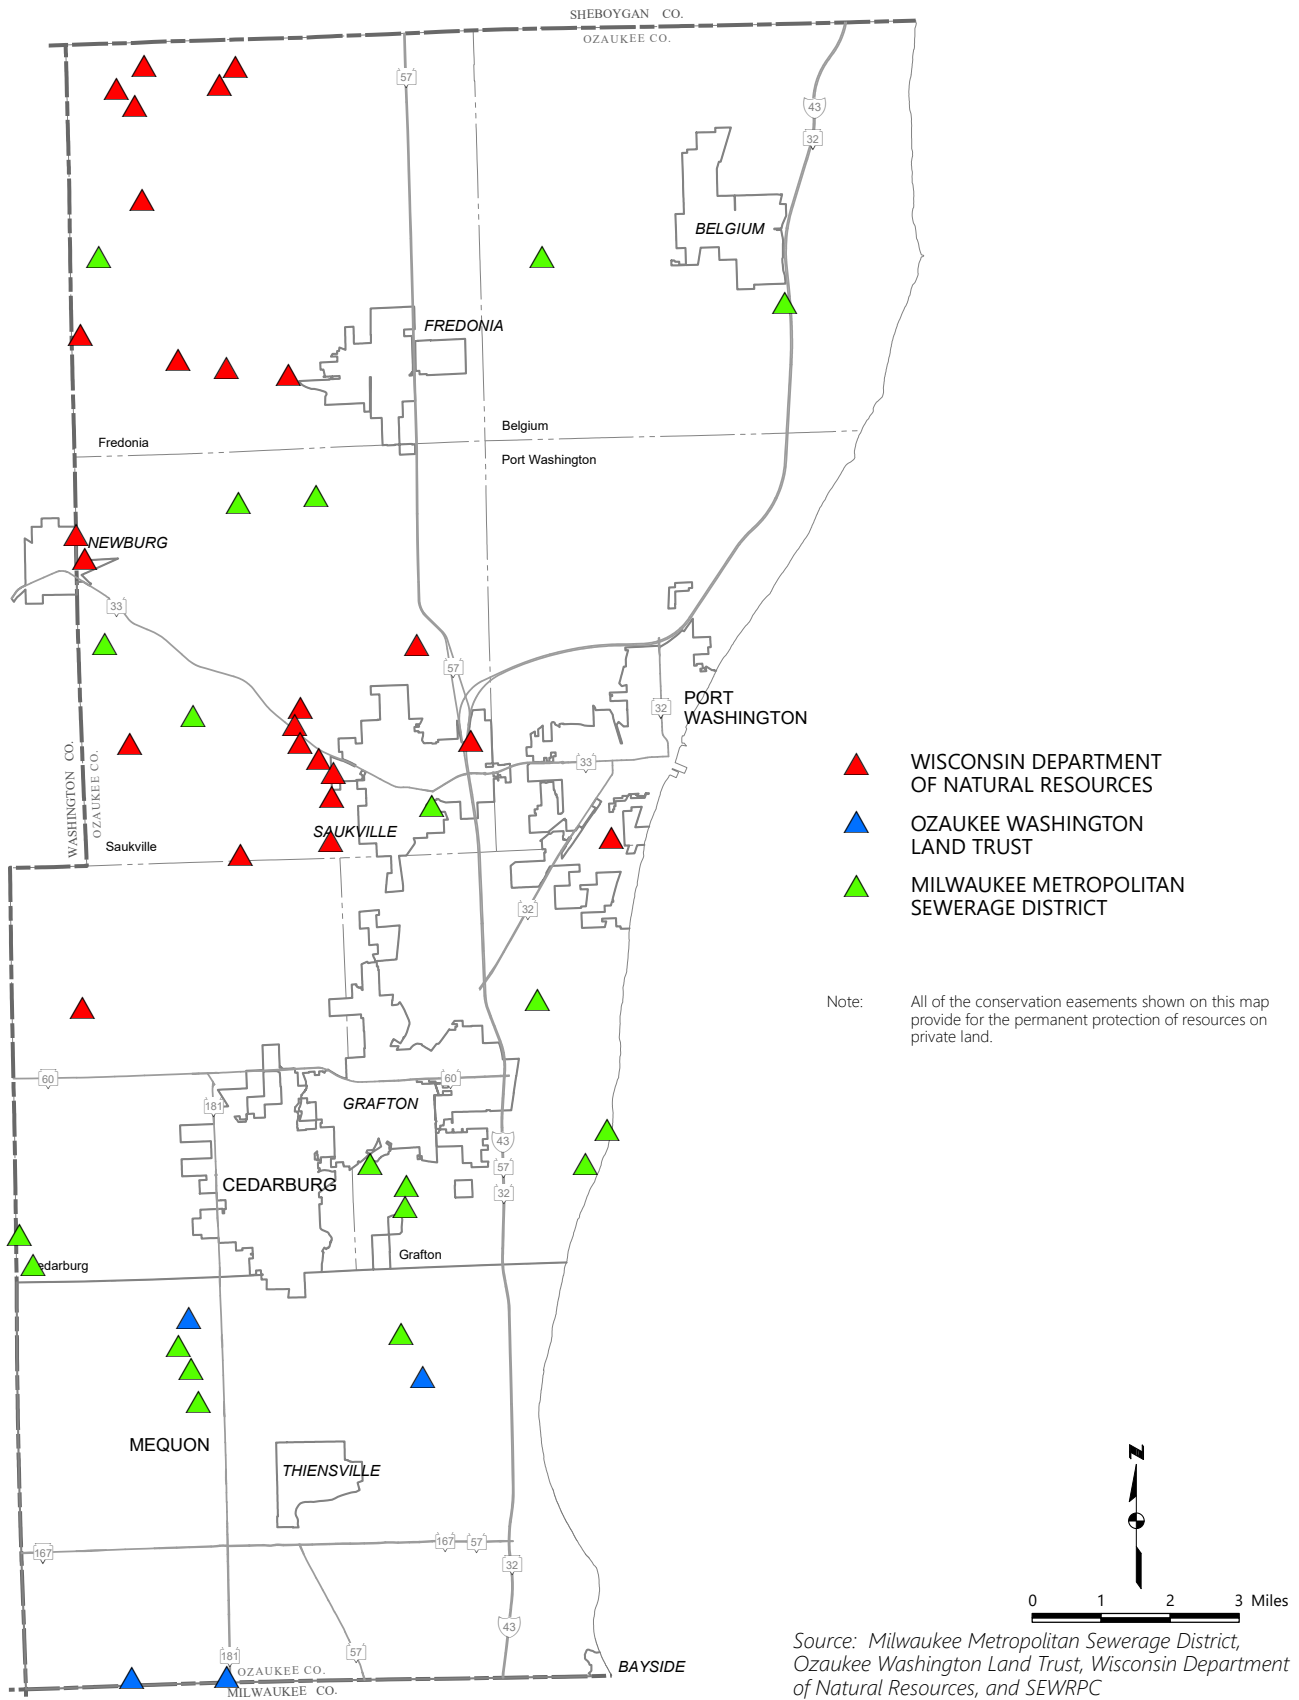 SHEBOYGAN CO.
OZAUKEE CO.
57
43
32
BELGIUM
FREDONIA
Fredonia
Belgium
Port Washington
NEWBURG
33
57
PORT
WASHINGTON
32
33
WASHINGTON CO.
OZAUKEE CO.
SAUKVILLE
Saukville
32
WISCONSIN DEPARTMENT
OF NATURAL RESOURCES
OZAUKEE WASHINGTON
LAND TRUST
MILWAUKEE METROPOLITAN
SEWERAGE DISTRICT
Note: All of the conservation easements shown on this map
provide for the permanent protection of resources on
private land.
60
60
181
GRAFTON
43
57
32
CEDARBURG
edarburg
Grafton
MEQUON
THIENSVILLE
167
167
57
32
43
181
57
OZAUKEE CO.
MILWAUKEE CO.
BAYSIDE
N
0 1 2 3 Miles
Source: Milwaukee Metropolitan Sewerage District,
Ozaukee Washington Land Trust, Wisconsin Department
of Natural Resources, and SEWRPC